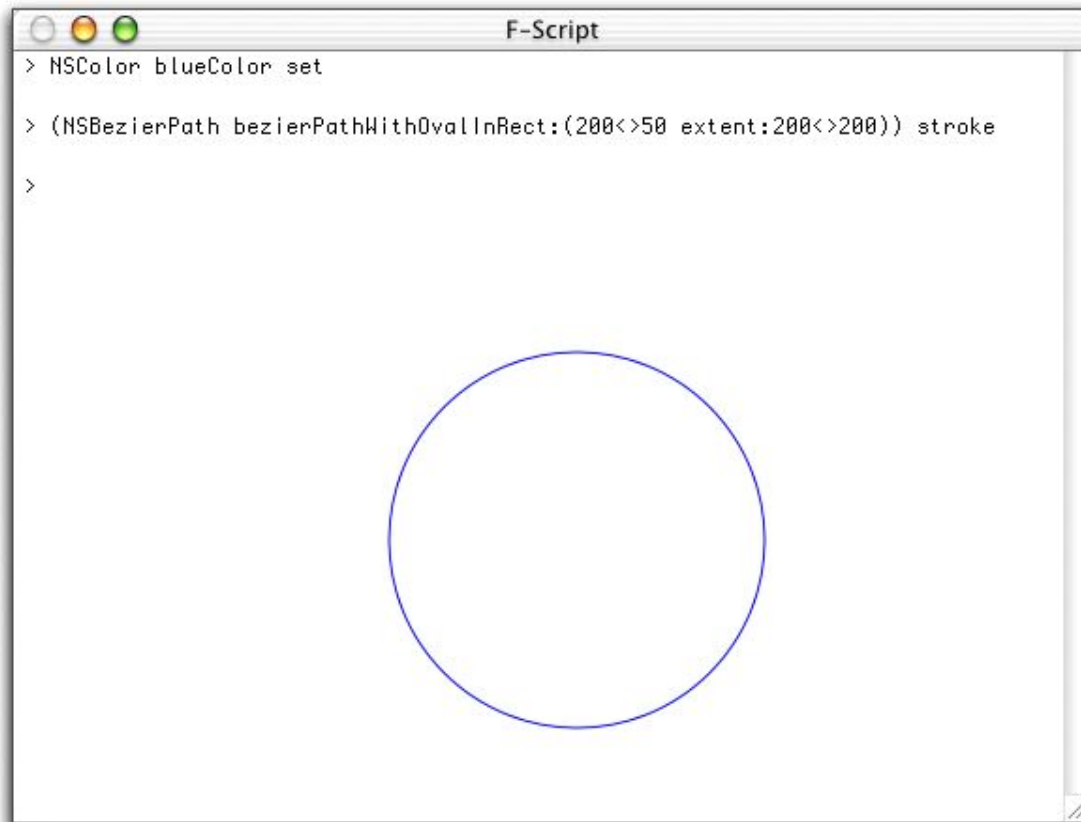 F-Script
> NSColor blueColor set
> (NSBezierPath bezierPathWithOvalInRect:(200<>50 extent:200<>200)) stroke
>